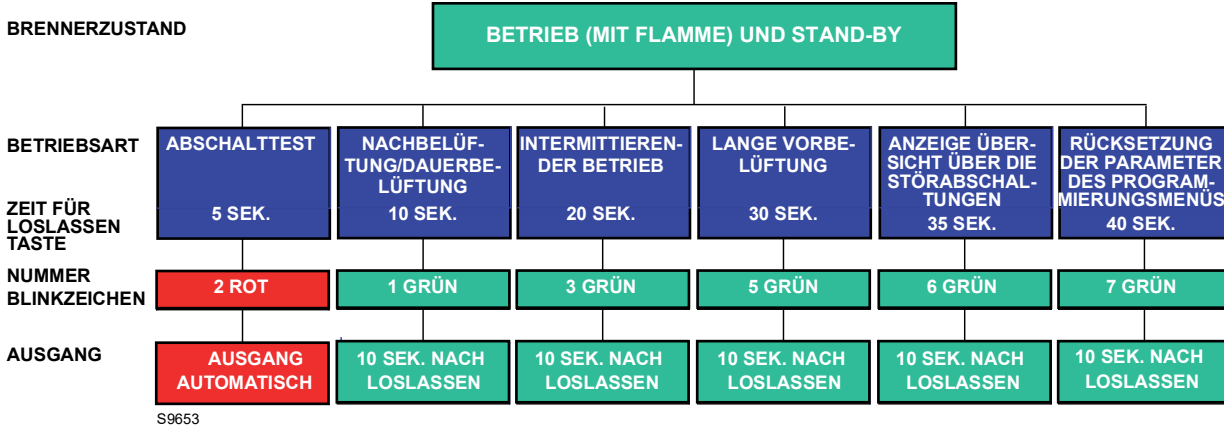 BRENNERZUSTAND
BETRIEB (MIT FLAMME) UND STAND-BY
BETRIEBSART
ABSCHALTTEST
NACHBELÜF-
TUNG/DAUERBE-
LÜFTUNG
INTERMITTIEREN-
DER BETRIEB
LANGE VORBE-
LÜFTUNG
ANZEIGE ÜBER-
SICHT ÜBER DIE
STÖRABSCHAL-
TUNGEN
RÜCKSETZUNG
DER PARAMETER
DES PROGRAM-
MIERUNGSMENÜS
ZEIT FÜR
LOSLASSEN
TASTE
5 SEK.
10 SEK.
20 SEK.
30 SEK.
35 SEK.
40 SEK.
NUMMER
BLINKZEICHEN
2 ROT
1 GRÜN
3 GRÜN
5 GRÜN
6 GRÜN
7 GRÜN
AUSGANG
AUSGANG
AUTOMATISCH
10 SEK. NACH
LOSLASSEN
10 SEK. NACH
LOSLASSEN
10 SEK. NACH
LOSLASSEN
10 SEK. NACH
LOSLASSEN
10 SEK. NACH
LOSLASSEN
S9653